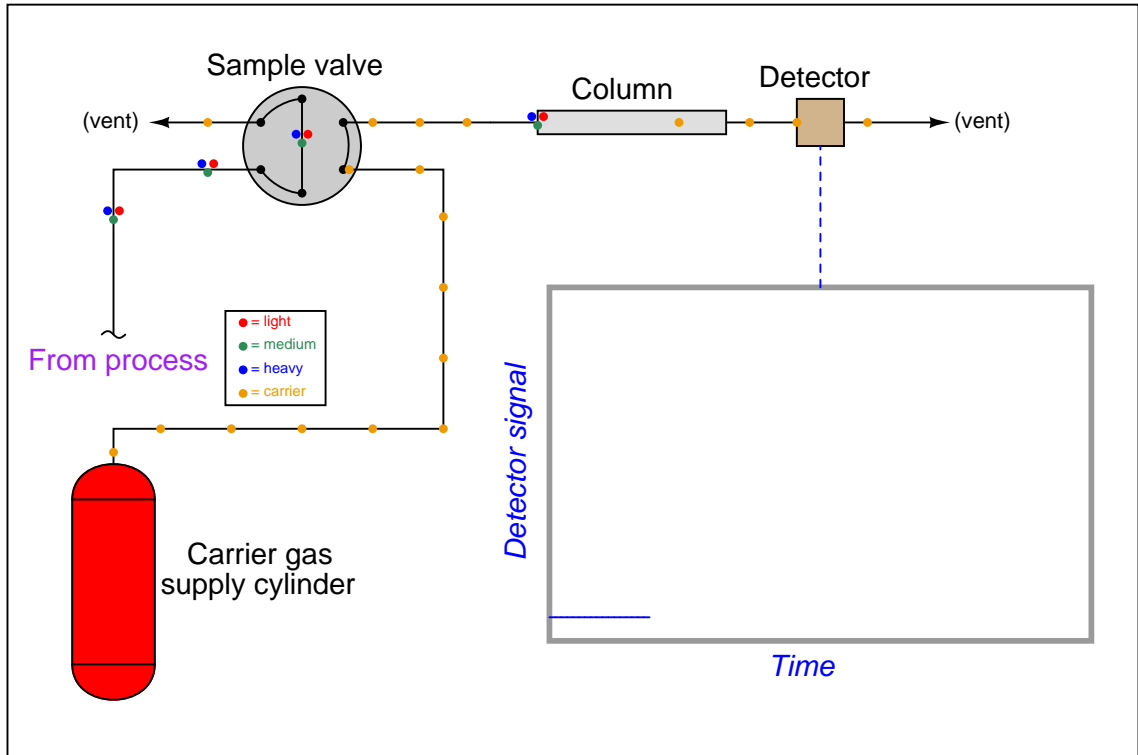 Sample valve
Column
Detector
(vent)
(vent)
= light
= medium
= heavy
= carrier
From process
Detector signal
Carrier gas
supply cylinder
Time